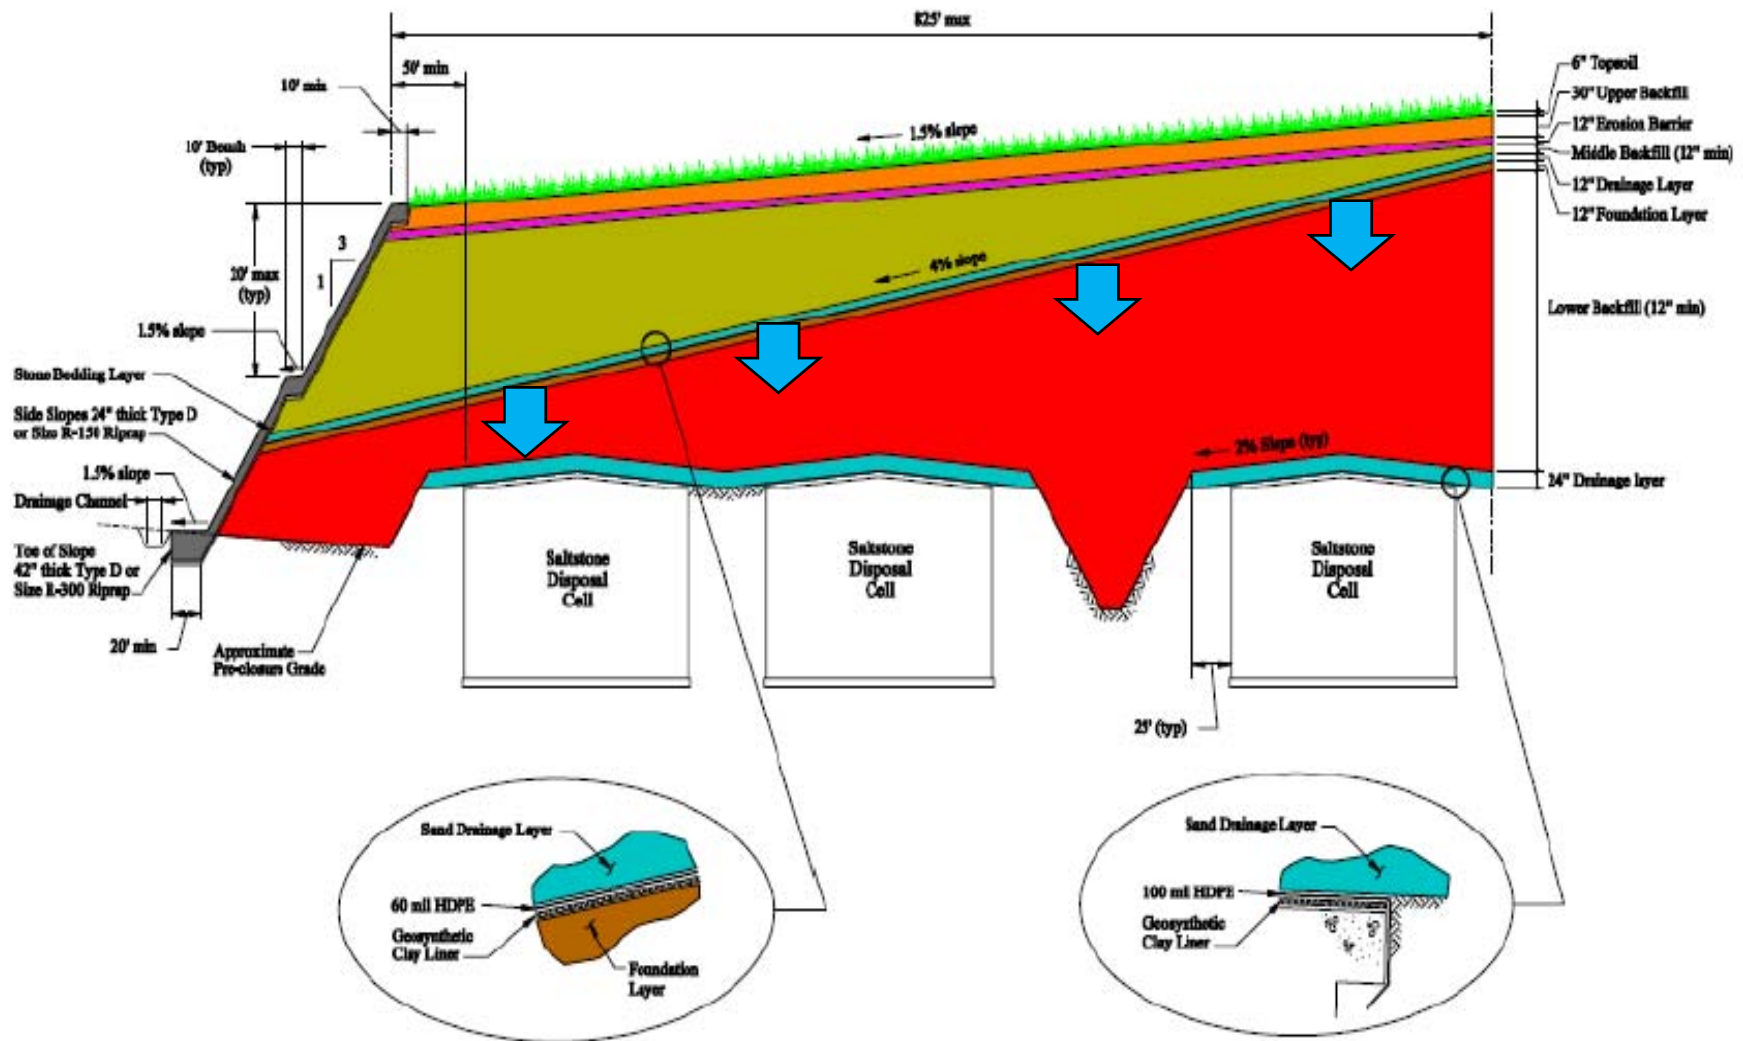 825' max
50' min
10' min
10' Bench
(typ)
1.5% slope
6" Topsoil
30" Upper Backfill
12" Erosion Barrier
Middle Backfill (12" min)
12" Drainage Layer
12" Foundation Layer
3
1
20' max
(typ)
4% slope
Lower Backfill (12" min)
1.5% slope
Stone Bedding Layer
Side Slopes 24" thick Type D
or Size R-150 Riprap
1.5% slope
Drainage Channel
2% Slope (typ)
24" Drainage layer
Toe of Slope
42" thick Type D or
Size R-300 Riprap
20' min
Approximate
Pre-closure Grade
Saltstone
Disposal
Cell
Saltstone
Disposal
Cell
Saltstone
Disposal
Cell
25' (typ)
Sand Drainage Layer
60 mil HDPE
Geosynthetic
Clay Liner
Foundation
Layer
Sand Drainage Layer
100 mil HDPE
Geosynthetic
Clay Liner